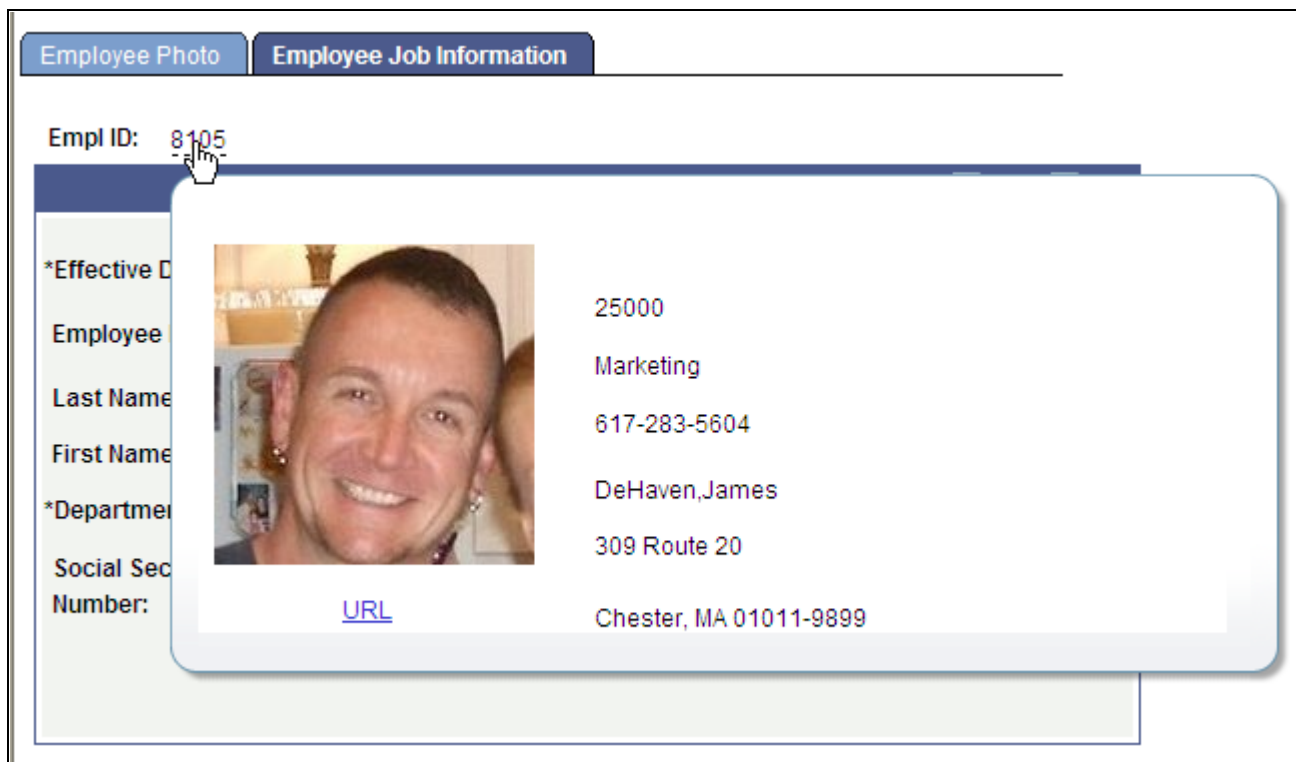 Employee Photo Employee Job Information
Empl ID: 8105
*Effective D
Employee
Last Name
First Name
*Departmen
Social Sec
Number:
25000
Marketing
617-283-5604
DeHaven,James
309 Route 20
Chester, MA 01011-9899
URL